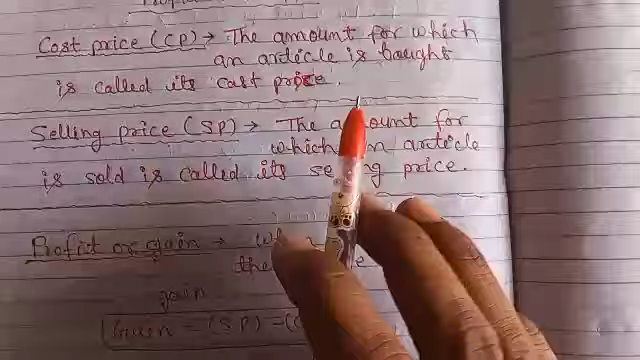 Cost price (CP) → The amount for which
an article is bought
is called its cost price.
Selling price (SP) → The amount for
which an article
is sold is called its selling price.
Profit or gain →
the
gain
Gain = (SP) - (C